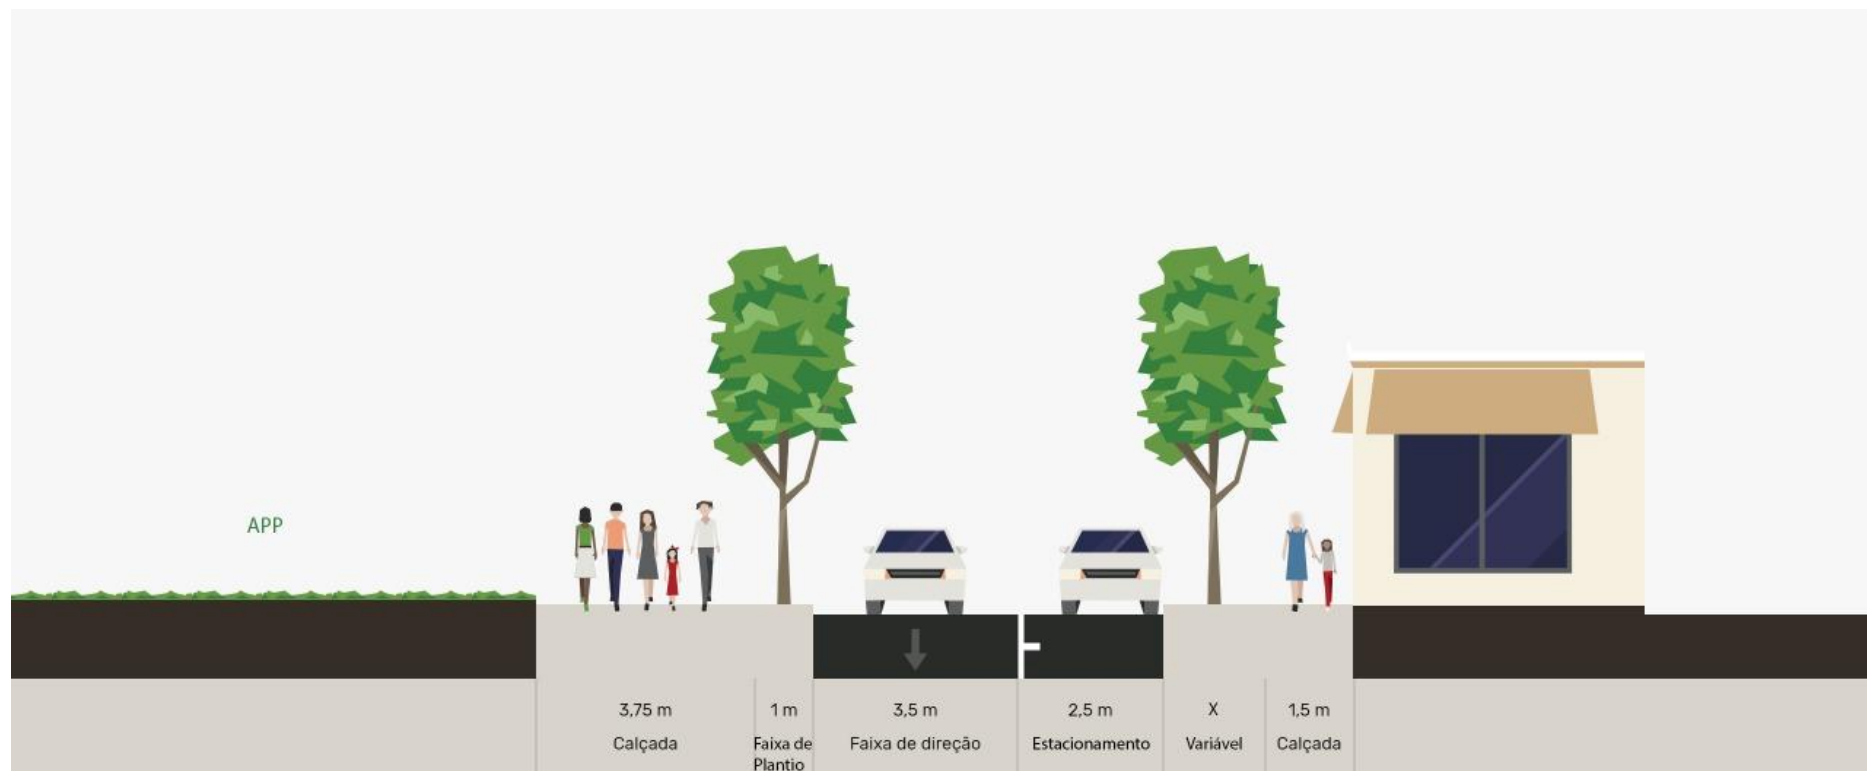 APP
3,75 m
Calçada
1 m
Faixa de
Plantio
3,5 m
Faixa de direção
2,5 m
Estacionamento
X
Variável
1,5 m
Calçada